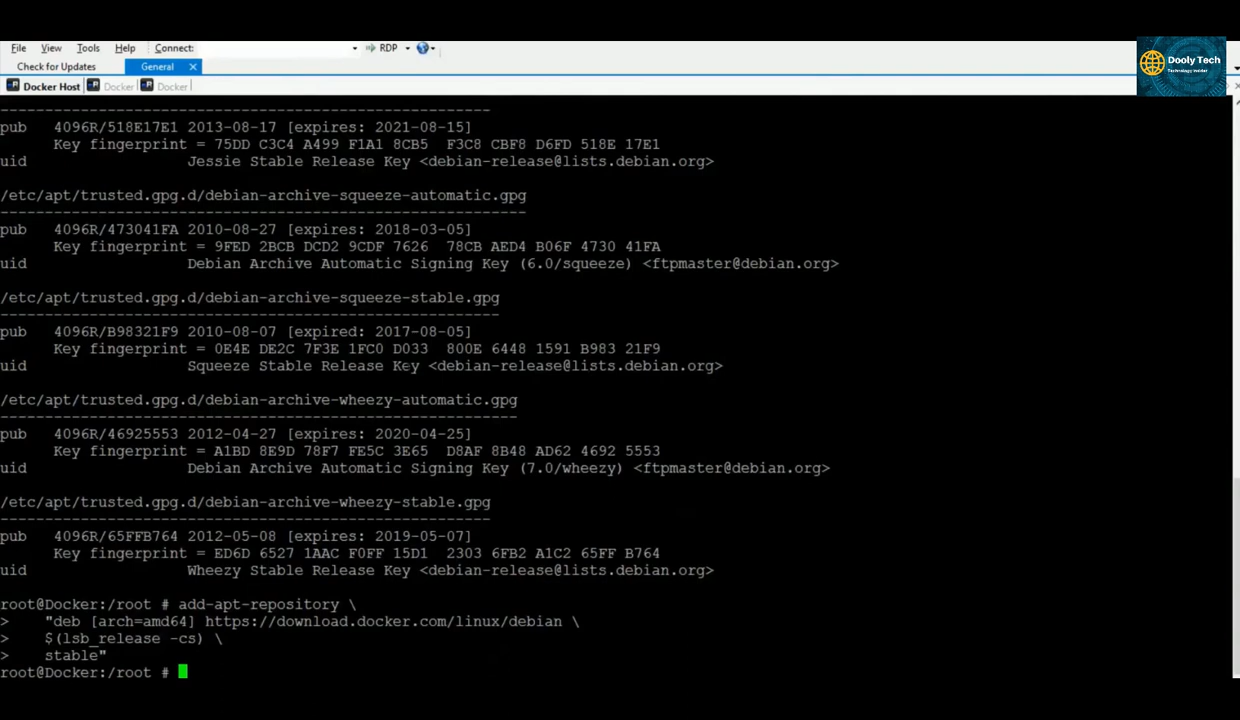 File View Tools Help Connect: RDP
Check for Updates General
Docker Host Docker Docker
Dooly Tech
Technology Insider
pub 4096R/518E17E1 2013-08-17 [expires: 2021-08-15]
Key fingerprint = 75DD C3C4 A499 F1A1 8CB5 F3C8 CBF8 D6FD 518E 17E1
uid Jessie Stable Release Key <debian-release@lists.debian.org>
/etc/apt/trusted.gpg.d/debian-archive-squeeze-automatic.gpg
-----------------------------------------------------------
pub 4096R/473041FA 2010-08-27 [expires: 2018-03-05]
Key fingerprint = 9FED 2BCB DCD2 9CDF 7626 78CB AED4 B06F 4730 41FA
uid Debian Archive Automatic Signing Key (6.0/squeeze) <ftpmaster@debian.org>
/etc/apt/trusted.gpg.d/debian-archive-squeeze-stable.gpg
--------------------------------------------------------
pub 4096R/B98321F9 2010-08-07 [expired: 2017-08-05]
Key fingerprint = 0E4E DE2C 7F3E 1FC0 D033 800E 6448 1591 B983 21F9
uid Squeeze Stable Release Key <debian-release@lists.debian.org>
/etc/apt/trusted.gpg.d/debian-archive-wheezy-automatic.gpg
----------------------------------------------------------
pub 4096R/46925553 2012-04-27 [expires: 2020-04-25]
Key fingerprint = A1BD 8E9D 78F7 FE5C 3E65 D8AF 8B48 AD62 4692 5553
uid Debian Archive Automatic Signing Key (7.0/wheezy) <ftpmaster@debian.org>
/etc/apt/trusted.gpg.d/debian-archive-wheezy-stable.gpg
-------------------------------------------------------
pub 4096R/65FFB764 2012-05-08 [expires: 2019-05-07]
Key fingerprint = ED6D 6527 1AAC F0FF 15D1 2303 6FB2 A1C2 65FF B764
uid Wheezy Stable Release Key <debian-release@lists.debian.org>
root@Docker:/root # add-apt-repository \
> "deb [arch=amd64] https://download.docker.com/linux/debian \
> $(lsb_release -cs) \
> stable"
root@Docker:/root #